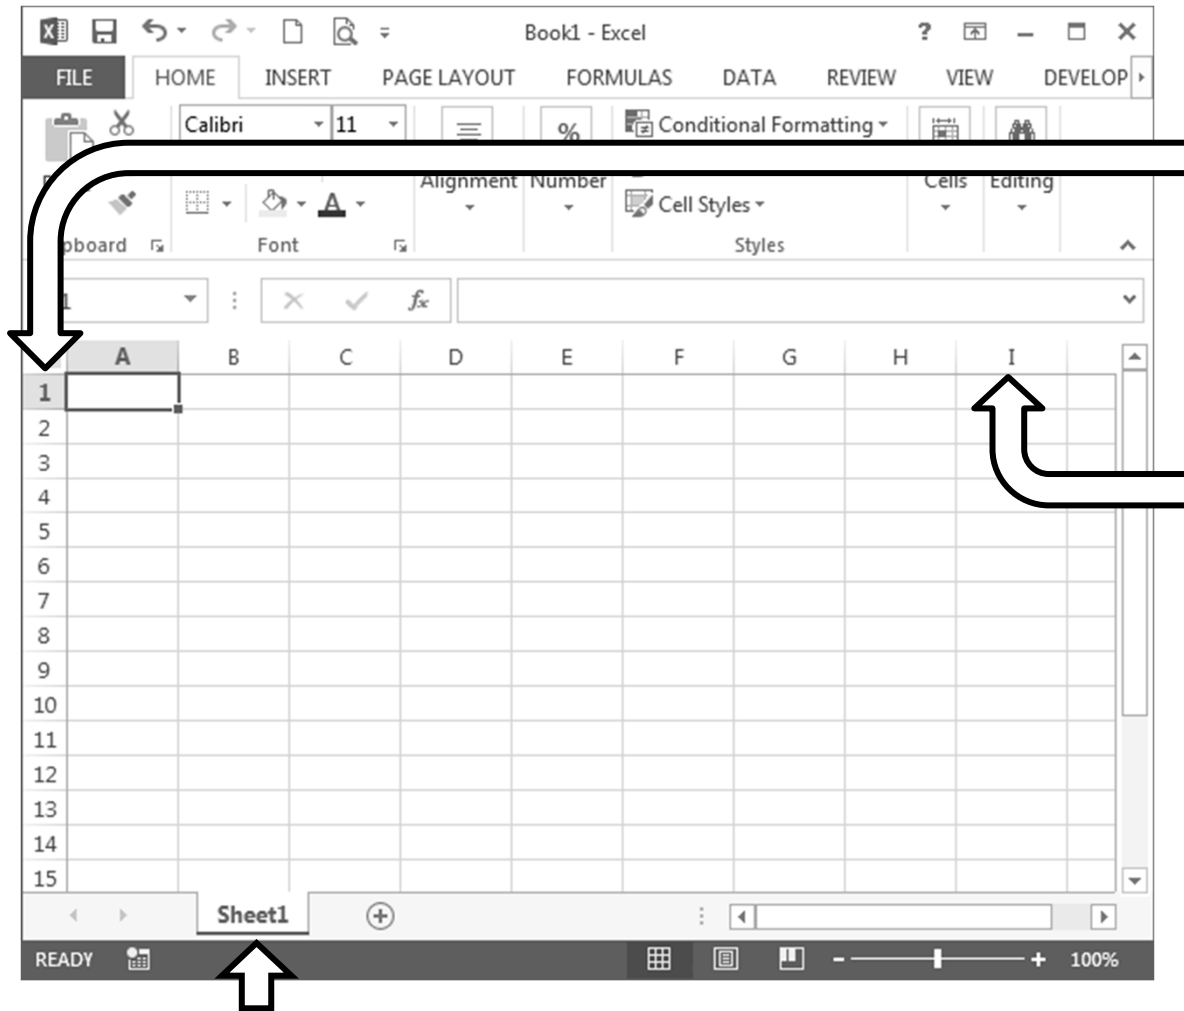 Book1 - Excel ?
FILE HOME INSERT PAGE LAYOUT FORMULAS DATA REVIEW VIEW DEVELOP
Calibri 11 % Conditional Formatting
Alignment Number Cells Editing
A Cell Styles
Font Styles
fx
A B C D E F G H I
1
2
3
4
5
6
7
8
9
10
11
12
13
14
15
Sheet1
READY 100%